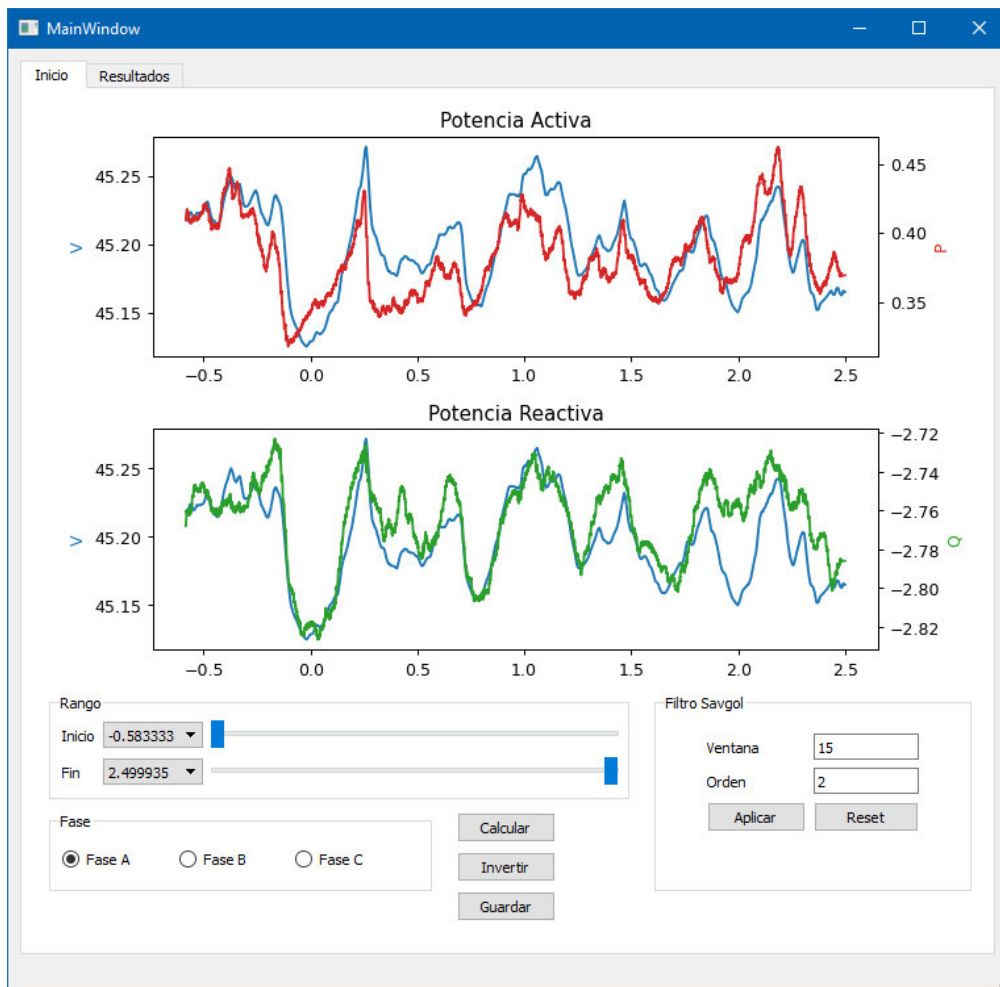 MainWindow
Inicio Resultados
Potencia Activa
45.25
45.20
45.15
V
0.45
0.40
0.35
P
−0.5 0.0 0.5 1.0 1.5 2.0 2.5
Potencia Reactiva
45.25
45.20
45.15
V
−2.72
−2.74
−2.76
−2.78
−2.80
−2.82
Q
−0.5 0.0 0.5 1.0 1.5 2.0 2.5
Rango
Inicio -0.583333
Fin 2.499935
Filtro Savgol
Ventana 15
Orden 2
Aplicar Reset
Fase
Fase A Fase B Fase C
Calcular
Invertir
Guardar